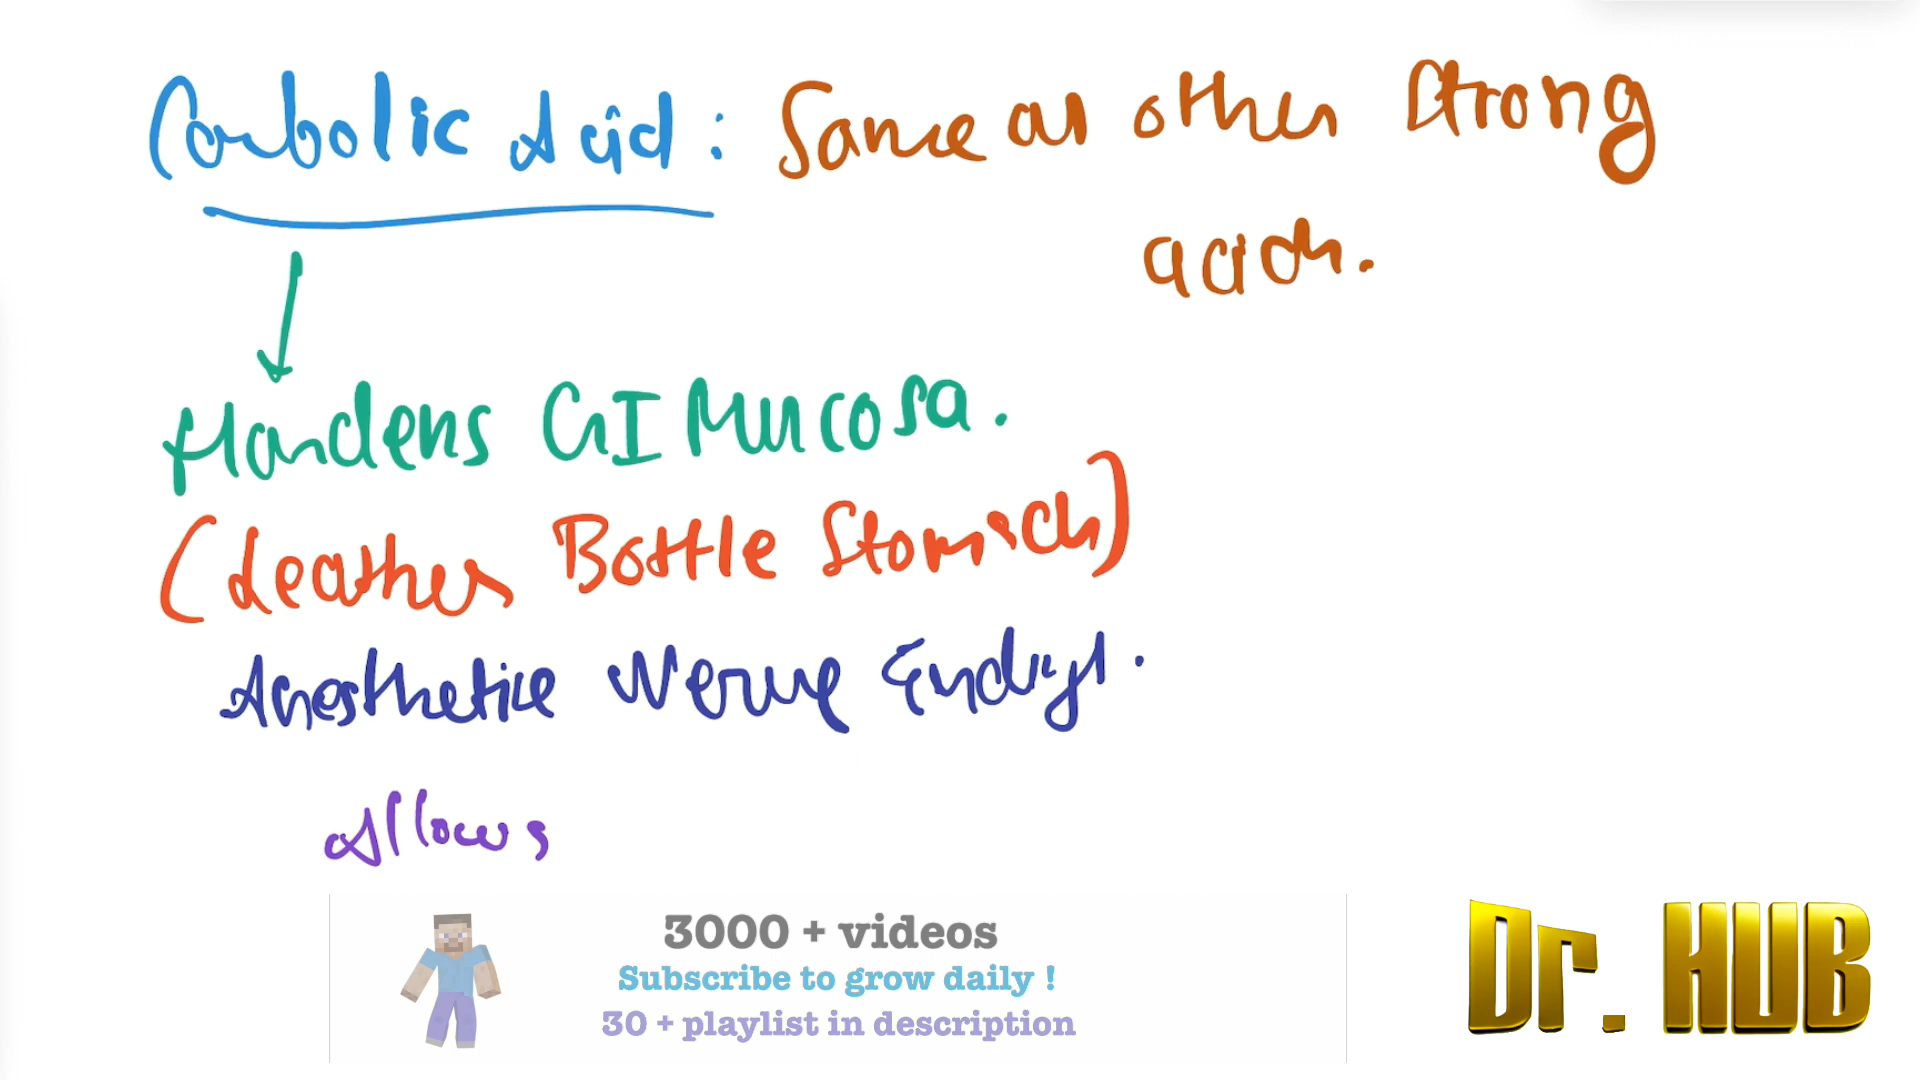 Carbolic Acid: Same as other Strong
acids.
Hardens GI Mucosa.
(Leather Bottle Stomach)
Anesthetize Nerve Endings.
Allows
3000 + videos
Subscribe to grow daily !
30 + playlist in description
Dr. HUB